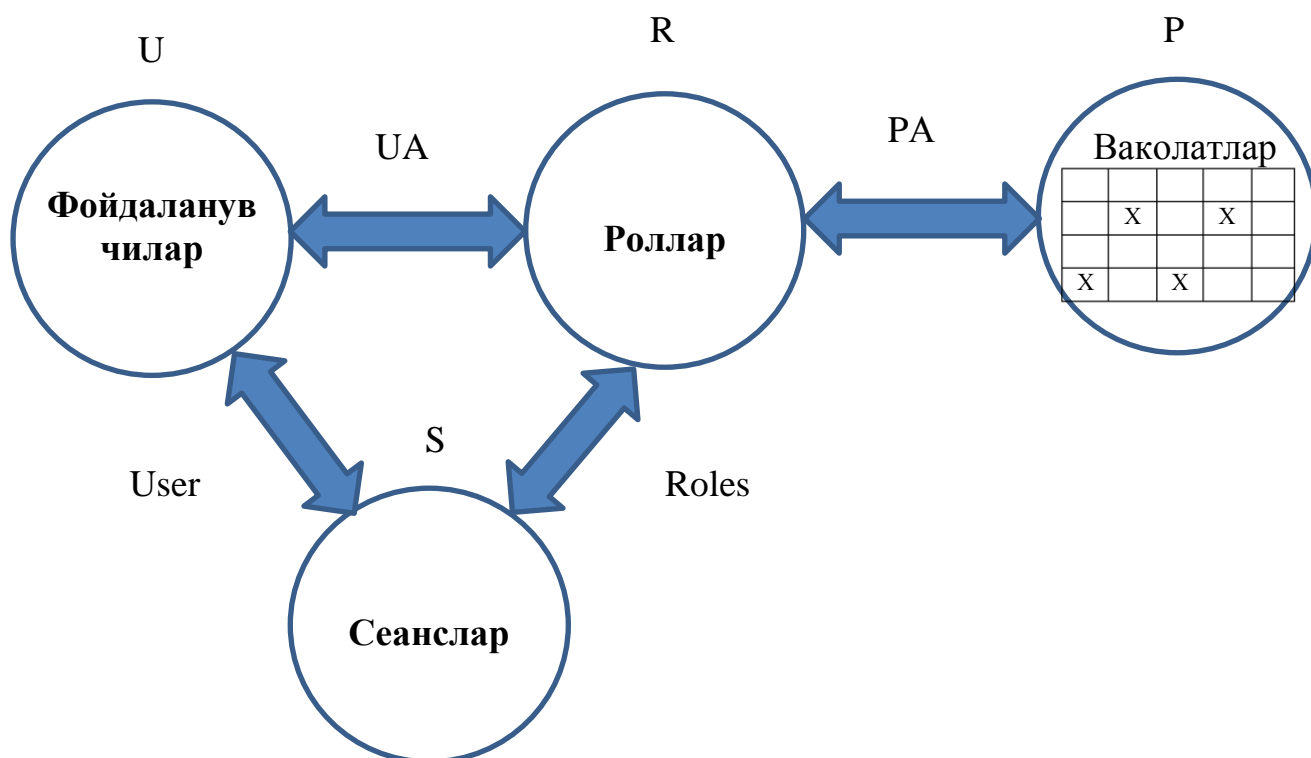 U
R
P
UA
PA
Фойдаланув
чилар
Роллар
Ваколатлар
X X
X X
User
S
Roles
Сеанслар